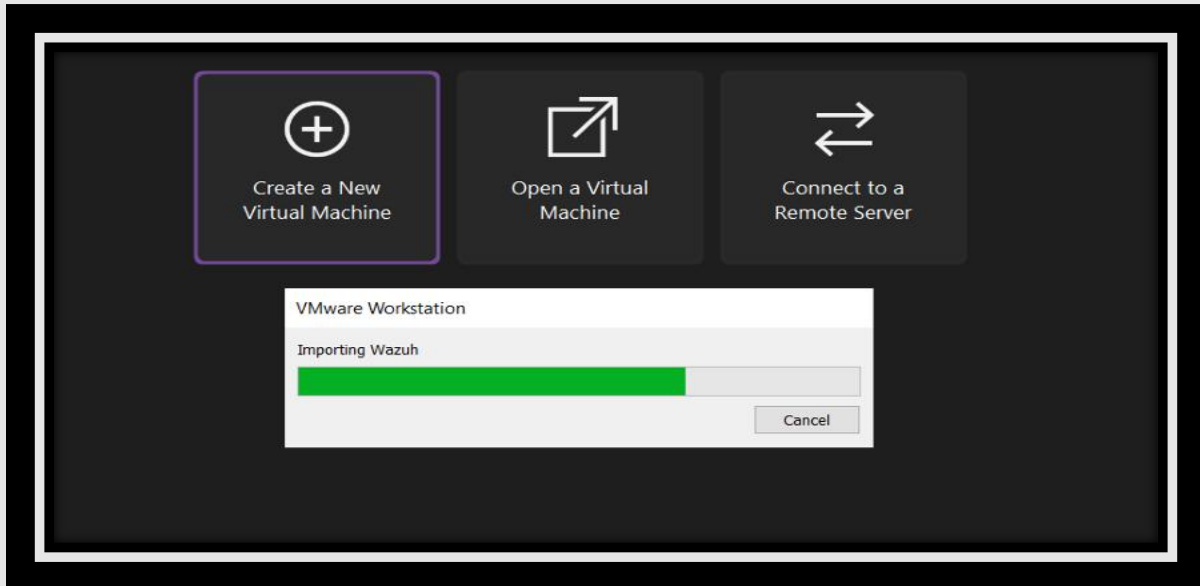 Create a New
Virtual Machine
Open a Virtual
Machine
Connect to a
Remote Server
VMware Workstation
Importing Wazuh
Cancel